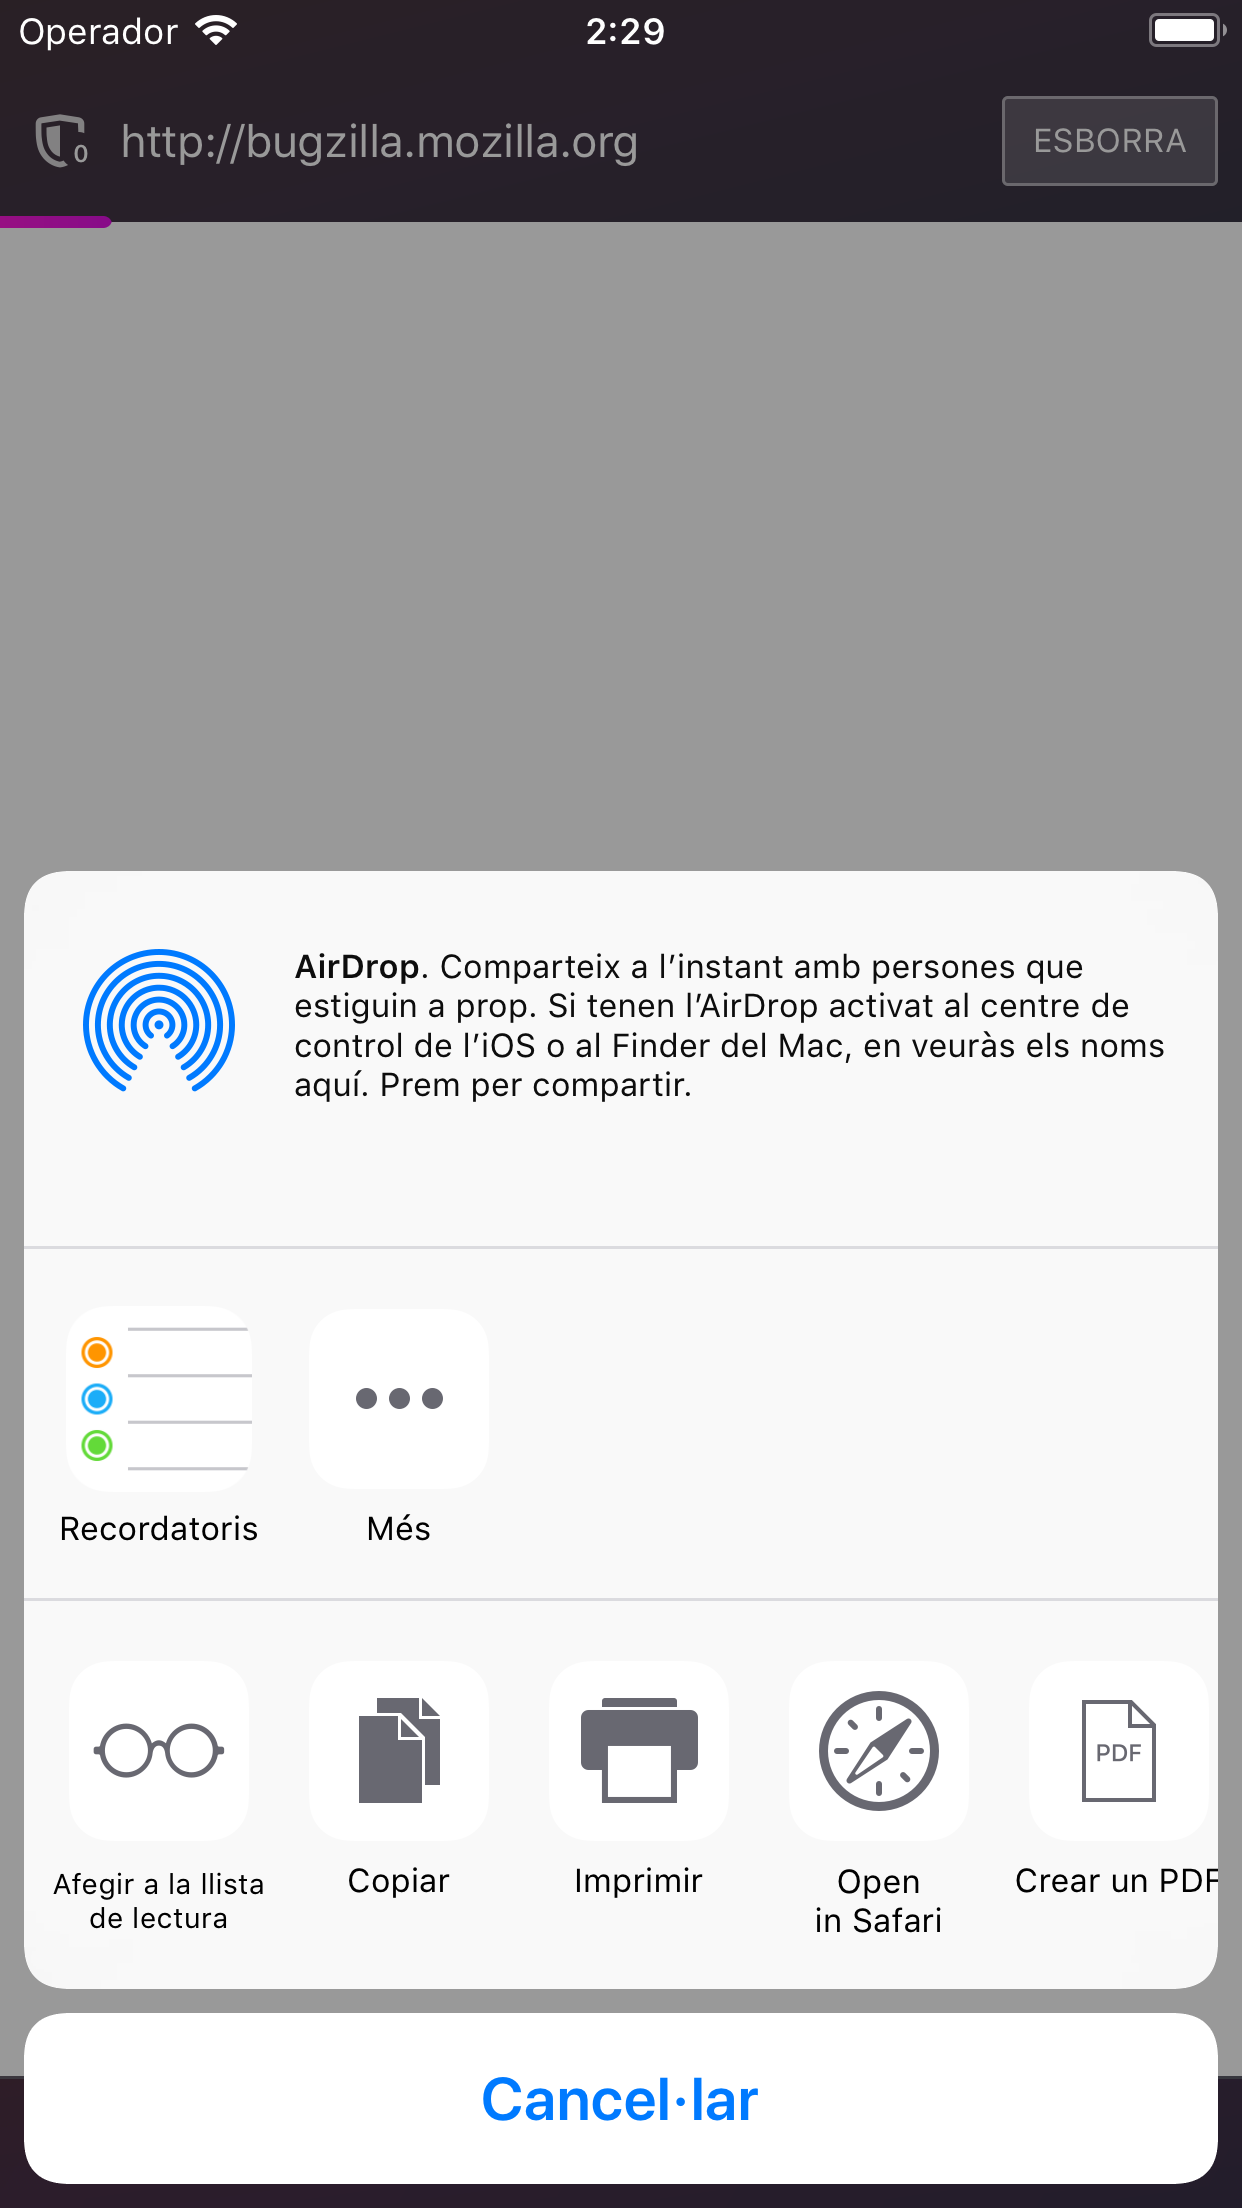 Operador
2:29
0
http://bugzilla.mozilla.org
ESBORRA
AirDrop. Comparteix a l’instant amb persones que
estiguin a prop. Si tenen l’AirDrop activat al centre de
control de l’iOS o al Finder del Mac, en veuràs els noms
aquí. Prem per compartir.
Recordatoris
Més
Afegir a la llista
de lectura
Copiar
Imprimir
Open
in Safari
PDF
Crear un PDF
Cancel·lar